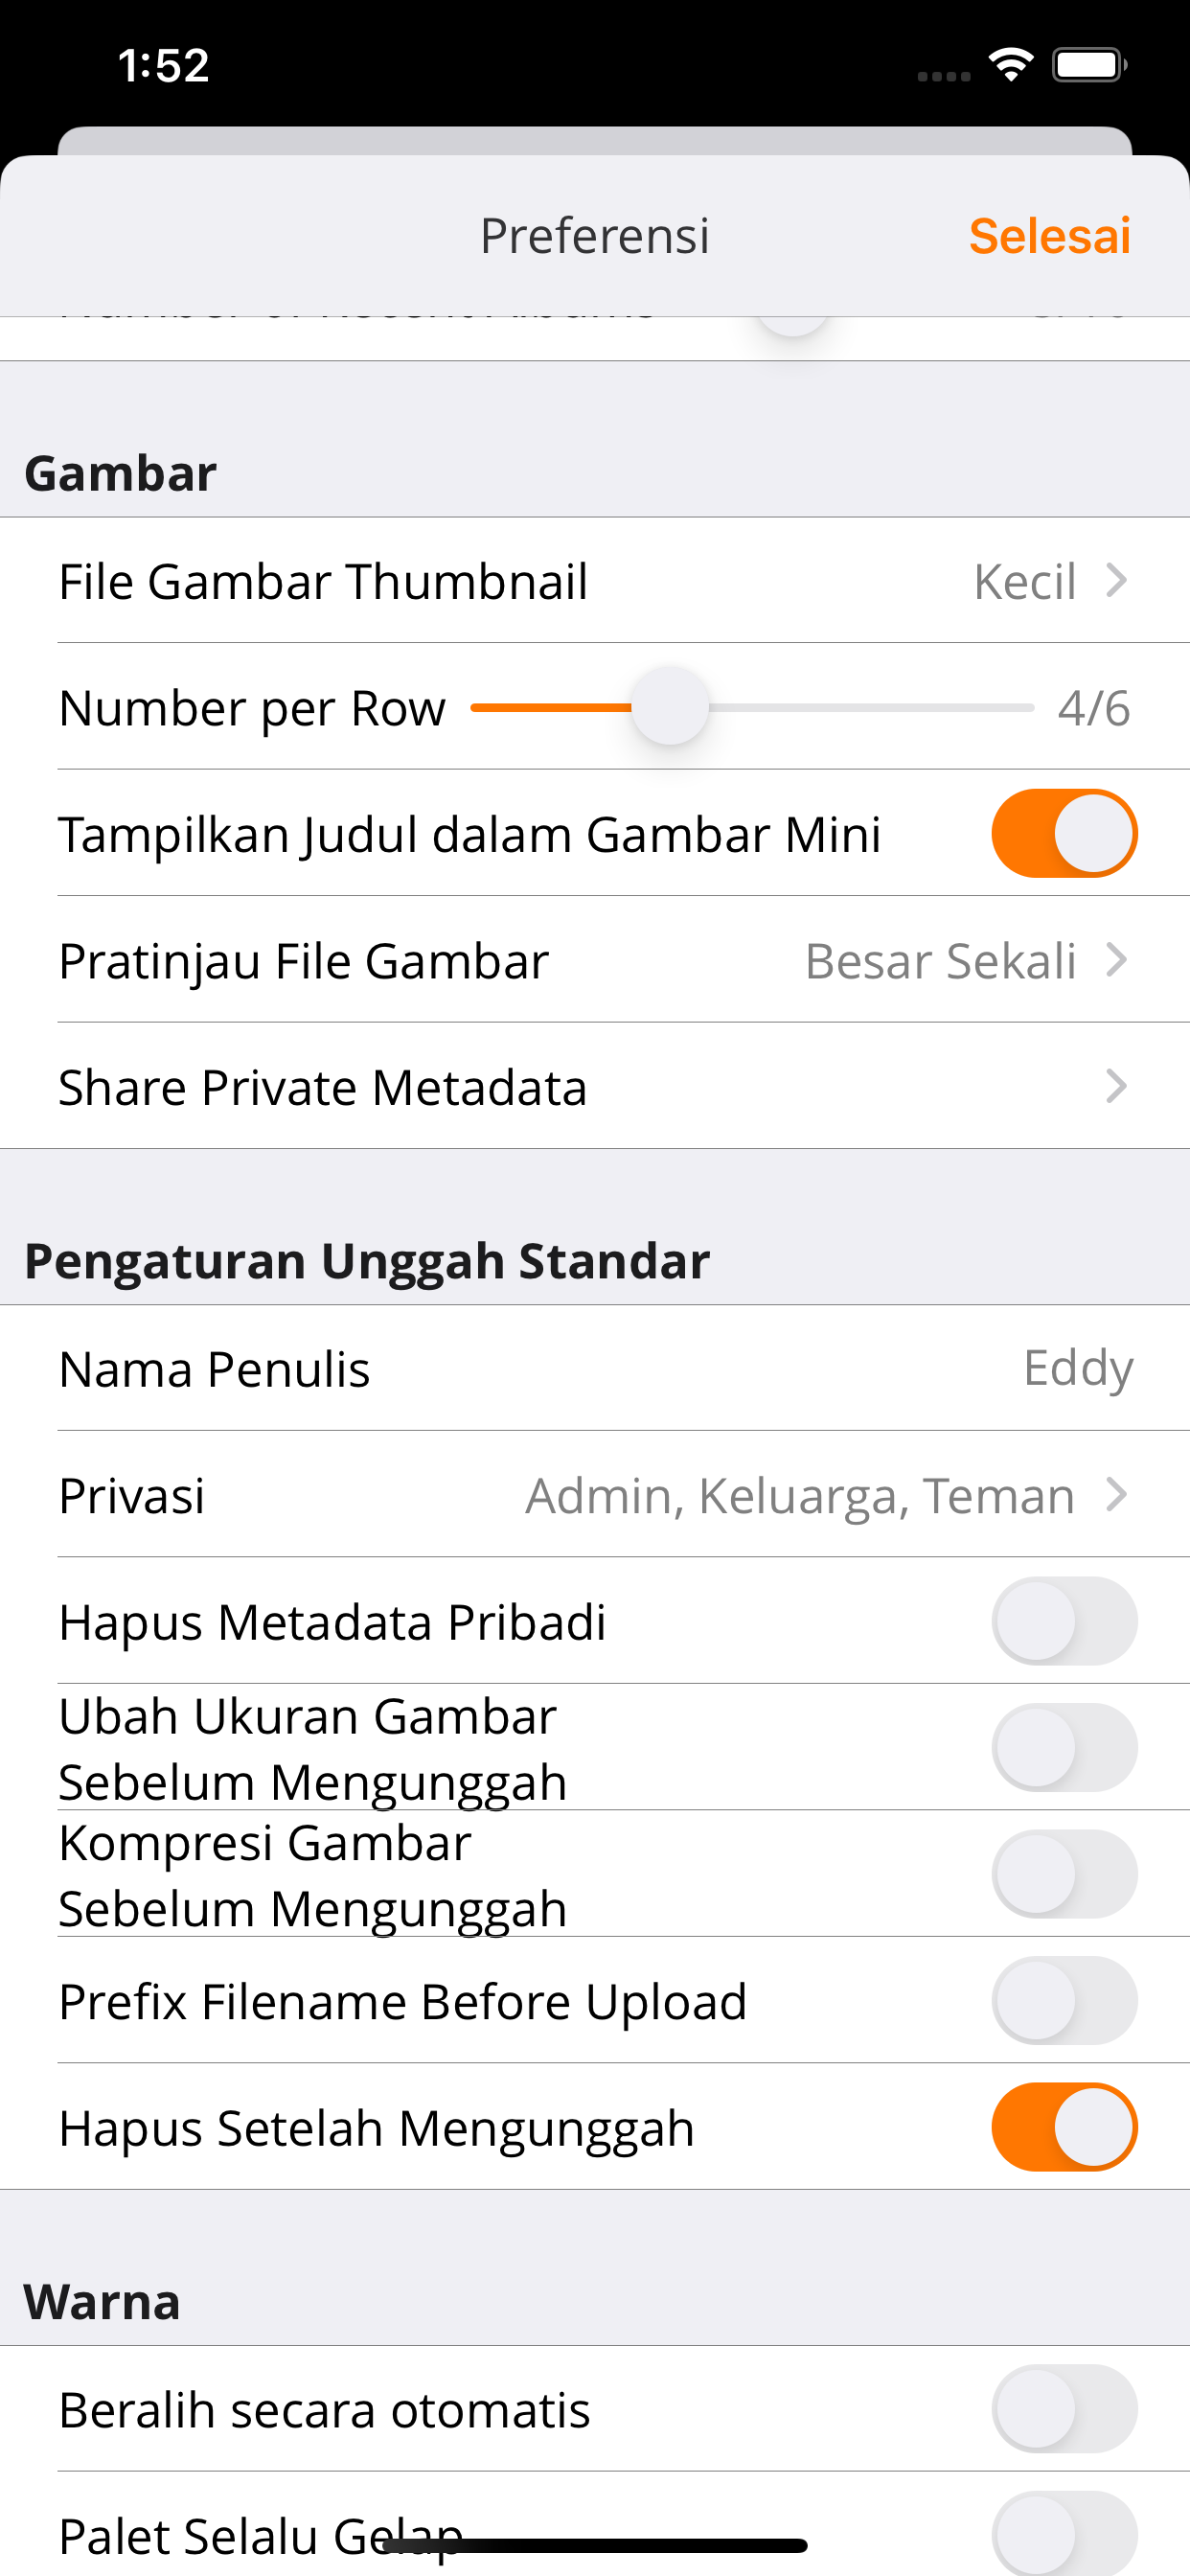 1:52
Preferensi
Selesai
Gambar
File Gambar Thumbnail
Kecil
Number per Row
4/6
Tampilkan Judul dalam Gambar Mini
Pratinjau File Gambar
Besar Sekali
Share Private Metadata
Pengaturan Unggah Standar
Nama Penulis
Eddy
Privasi
Admin, Keluarga, Teman
Hapus Metadata Pribadi
Ubah Ukuran Gambar
Sebelum Mengunggah
Kompresi Gambar
Sebelum Mengunggah
Prefix Filename Before Upload
Hapus Setelah Mengunggah
Warna
Beralih secara otomatis
Palet Selalu Gelap